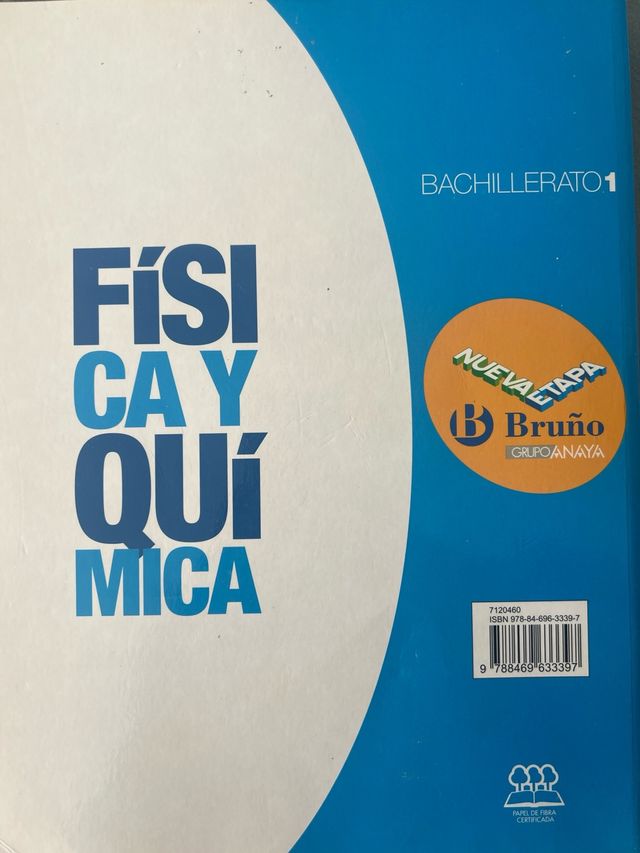 BACHILLERATO.1
FíSI
CA Y
QUí
MICA
NUEVA ETAPA
B Bruño
GRUPO ANAYA
7120460
ISBN 978-84-696-3339-7
9 788469 633397
PAPEL DE FIBRA
CERTIFICADA